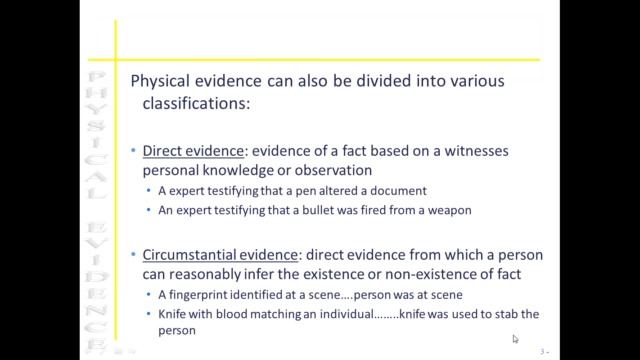 PHYSICAL EVIDENCE
Physical evidence can also be divided into various
classifications:
• Direct evidence: evidence of a fact based on a witnesses
personal knowledge or observation
• A expert testifying that a pen altered a document
• An expert testifying that a bullet was fired from a weapon
• Circumstantial evidence: direct evidence from which a person
can reasonably infer the existence or non-existence of fact
• A fingerprint identified at a scene….person was at scene
• Knife with blood matching an individual……..knife was used to stab the
person
3 -